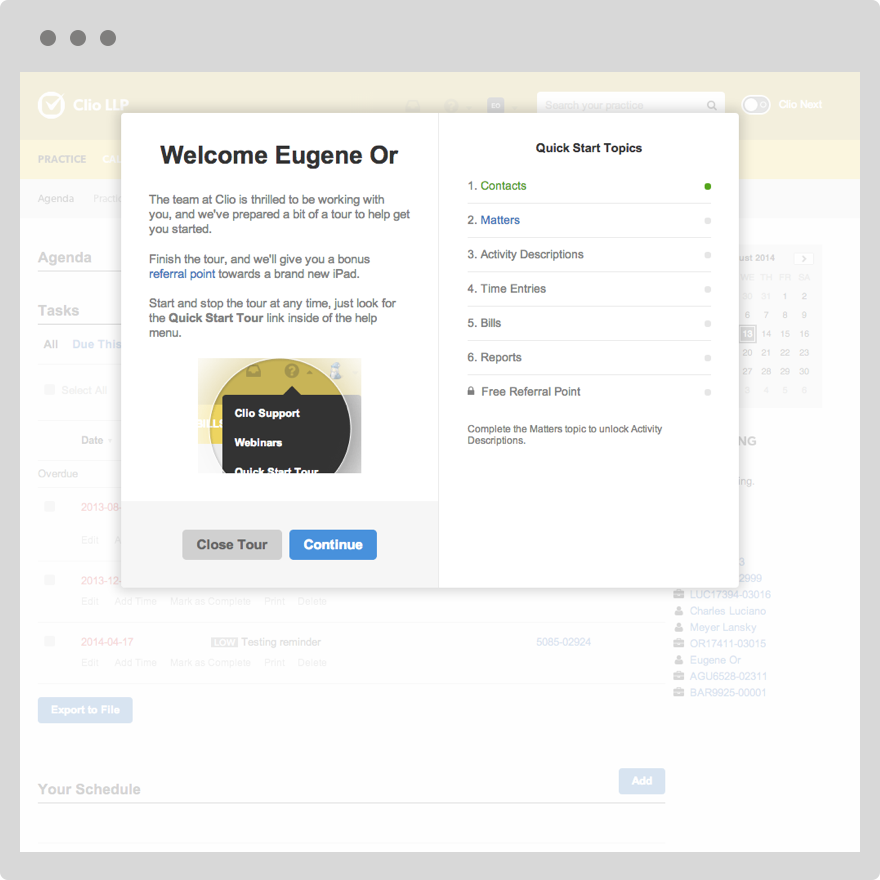 Clio LLP
ED
Search your practice
Clio Next
PRACTICE
Agenda
Agenda
Tasks
All Due This
Select All
Date
Overdue
2013-08-
Edit
2013-12-
Edit Add Time Mark as Complete Print Delete
2014-04-17 LOW Testing reminder 5085-02924
Edit Add Time Mark as Complete Print Delete
Export to File
Your Schedule
Add
Welcome Eugene Or
The team at Clio is thrilled to be working with
you, and we've prepared a bit of a tour to help get
you started.
Finish the tour, and we'll give you a bonus
referral point towards a brand new iPad.
Start and stop the tour at any time, just look for
the Quick Start Tour link inside of the help
menu.
BILLS
Clio Support
Webinars
Quick Start Tour
Close Tour
Continue
Quick Start Topics
1. Contacts
2. Matters
3. Activity Descriptions
4. Time Entries
5. Bills
6. Reports
Free Referral Point
Complete the Matters topic to unlock Activity
Descriptions.
ust 2014
WE TH FR SA
30 31 1 2
6 7 8 9
13 14 15 16
20 21 22 23
27 28 29 30
3 4 5 6
NG
ng.
3
2999
LUC17394-03016
Charles Luciano
Meyer Lansky
OR17411-03015
Eugene Or
AGU6528-02311
BAR9925-00001